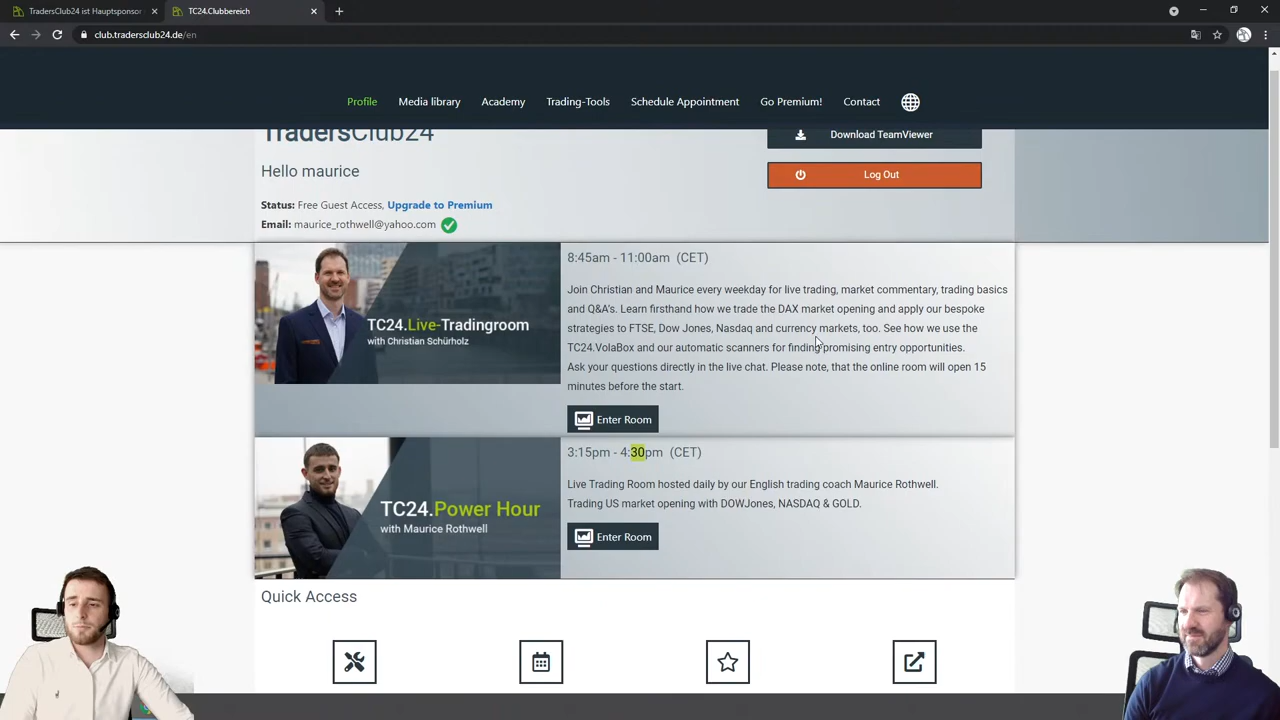 TradersClub24 ist Hauptsponsor
TC24.Clubbereich
club.tradersclub24.de/en
Profile
Media library
Academy
Trading-Tools
Schedule Appointment
Go Premium!
Contact
TradersClub24
Download TeamViewer
Hello maurice
Log Out
Status: Free Guest Access, Upgrade to Premium
Email: maurice_rothwell@yahoo.com
TC24.Live-Tradingroom
with Christian Schürholz
8:45am - 11:00am (CET)
Join Christian and Maurice every weekday for live trading, market commentary, trading basics
and Q&A's. Learn firsthand how we trade the DAX market opening and apply our bespoke
strategies to FTSE, Dow Jones, Nasdaq and currency markets, too. See how we use the
TC24.VolaBox and our automatic scanners for finding promising entry opportunities.
Ask your questions directly in the live chat. Please note, that the online room will open 15
minutes before the start.
Enter Room
TC24.Power Hour
with Maurice Rothwell
3:15pm - 4:30pm (CET)
Live Trading Room hosted daily by our English trading coach Maurice Rothwell.
Trading US market opening with DOWJones, NASDAQ & GOLD.
Enter Room
Quick Access